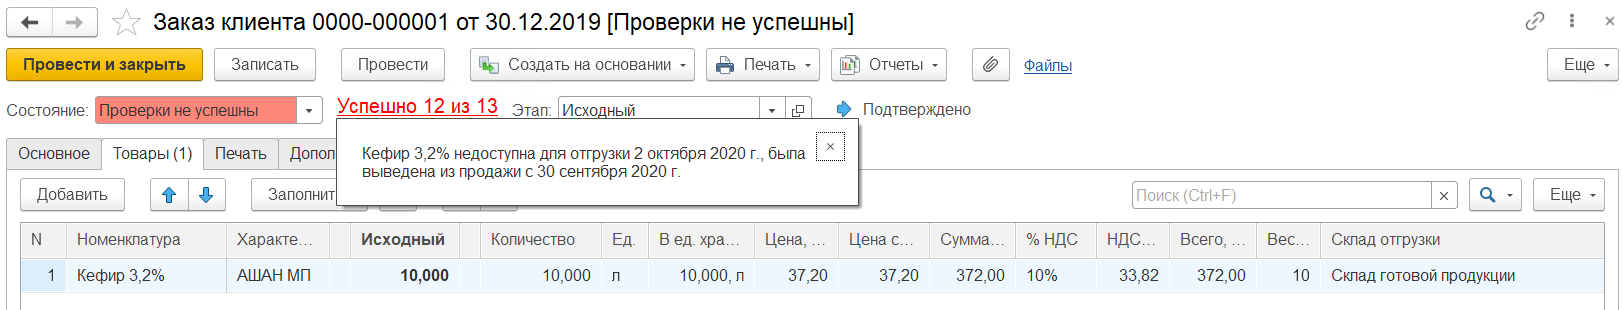 Заказ клиента 0000-000001 от 30.12.2019 [Проверки не успешны]
Провести и закрыть Записать Провести Создать на основании Печать Отчеты Файлы Еще
Состояние: Проверки не успешны Успешно 12 из 13 Этап: Исходный Подтверждено
Основное Товары (1) Печать Допол
Кефир 3,2% недоступна для отгрузки 2 октября 2020 г., была
выведена из продажи с 30 сентября 2020 г.
Добавить Заполнит Поиск (Ctrl+F) Еще
N Номенклатура Характе... Исходный Количество Ед. В ед. хра... Цена, ... Цена с... Сумма... % НДС НДС... Всего, ... Вес... Склад отгрузки
1 Кефир 3,2% АШАН МП 10,000 10,000 л 10,000, л 37,20 37,20 372,00 10% 33,82 372,00 10 Склад готовой продукции